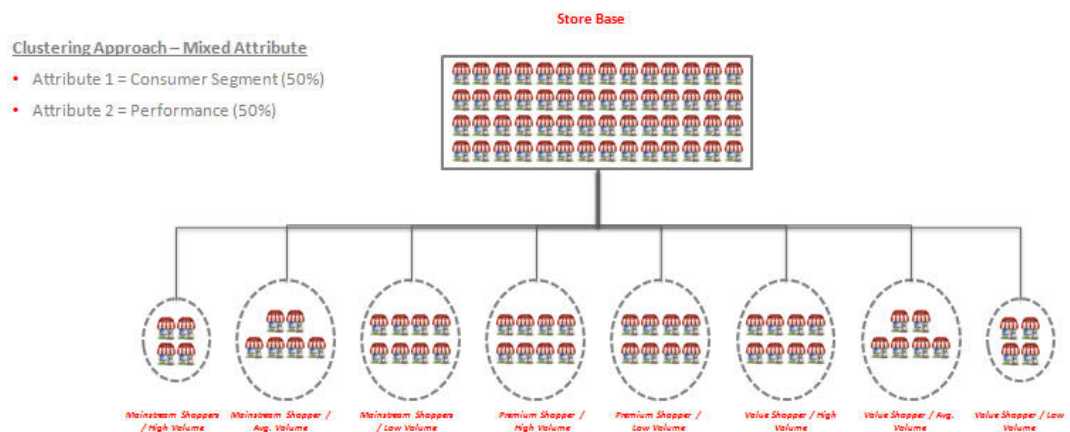 Store Base
Clustering Approach – Mixed Attribute
• Attribute 1 = Consumer Segment (50%)
• Attribute 2 = Performance (50%)
Mainstream Shoppers
/ High Volume
Mainstream Shopper /
Avg. Volume
Mainstream Shoppers
/ Low Volume
Premium Shopper /
High Volume
Premium Shopper /
Low Volume
Value Shopper / High
Volume
Value Shopper / Avg.
Volume
Value Shopper / Low
Volume